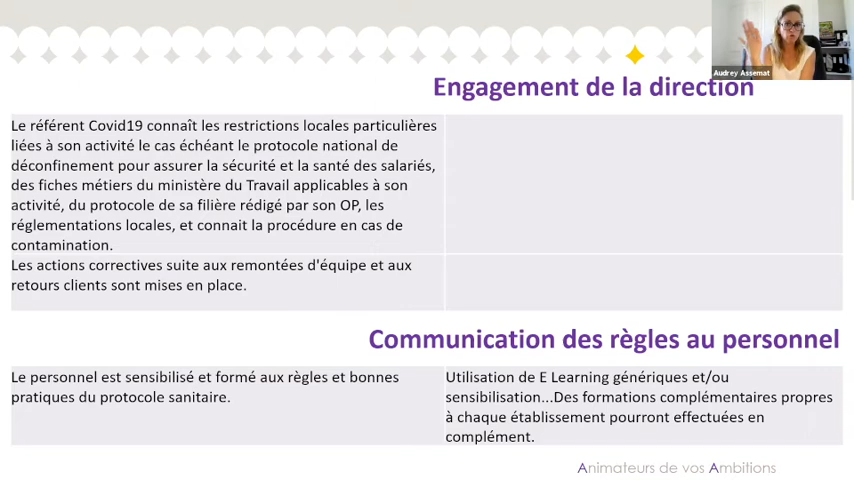 Audrey Assemat
Engagement de la direction
Le référent Covid19 connaît les restrictions locales particulières
liées à son activité le cas échéant le protocole national de
déconfinement pour assurer la sécurité et la santé des salariés,
des fiches métiers du ministère du Travail applicables à son
activité, du protocole de sa filière rédigé par son OP, les
réglementations locales, et connait la procédure en cas de
contamination.
Les actions correctives suite aux remontées d'équipe et aux
retours clients sont mises en place.
Communication des règles au personnel
Le personnel est sensibilisé et formé aux règles et bonnes
pratiques du protocole sanitaire.
Utilisation de E Learning génériques et/ou
sensibilisation...Des formations complémentaires propres
à chaque établissement pourront effectuées en
complément.
Animateurs de vos Ambitions